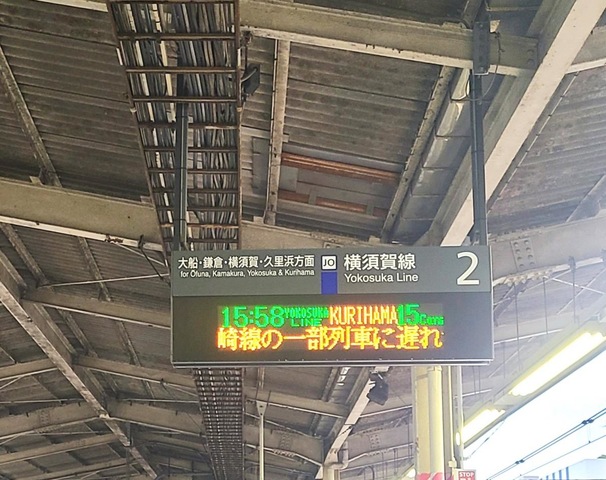 大船・鎌倉・横須賀・久里浜方面
for Ōfuna, Kamakura, Yokosuka & Kurihama
JO 横須賀線
Yokosuka Line
2
15:58 YOKOSUKA LINE KURIHAMA 15Cars
崎線の一部列車に遅れ
STOP